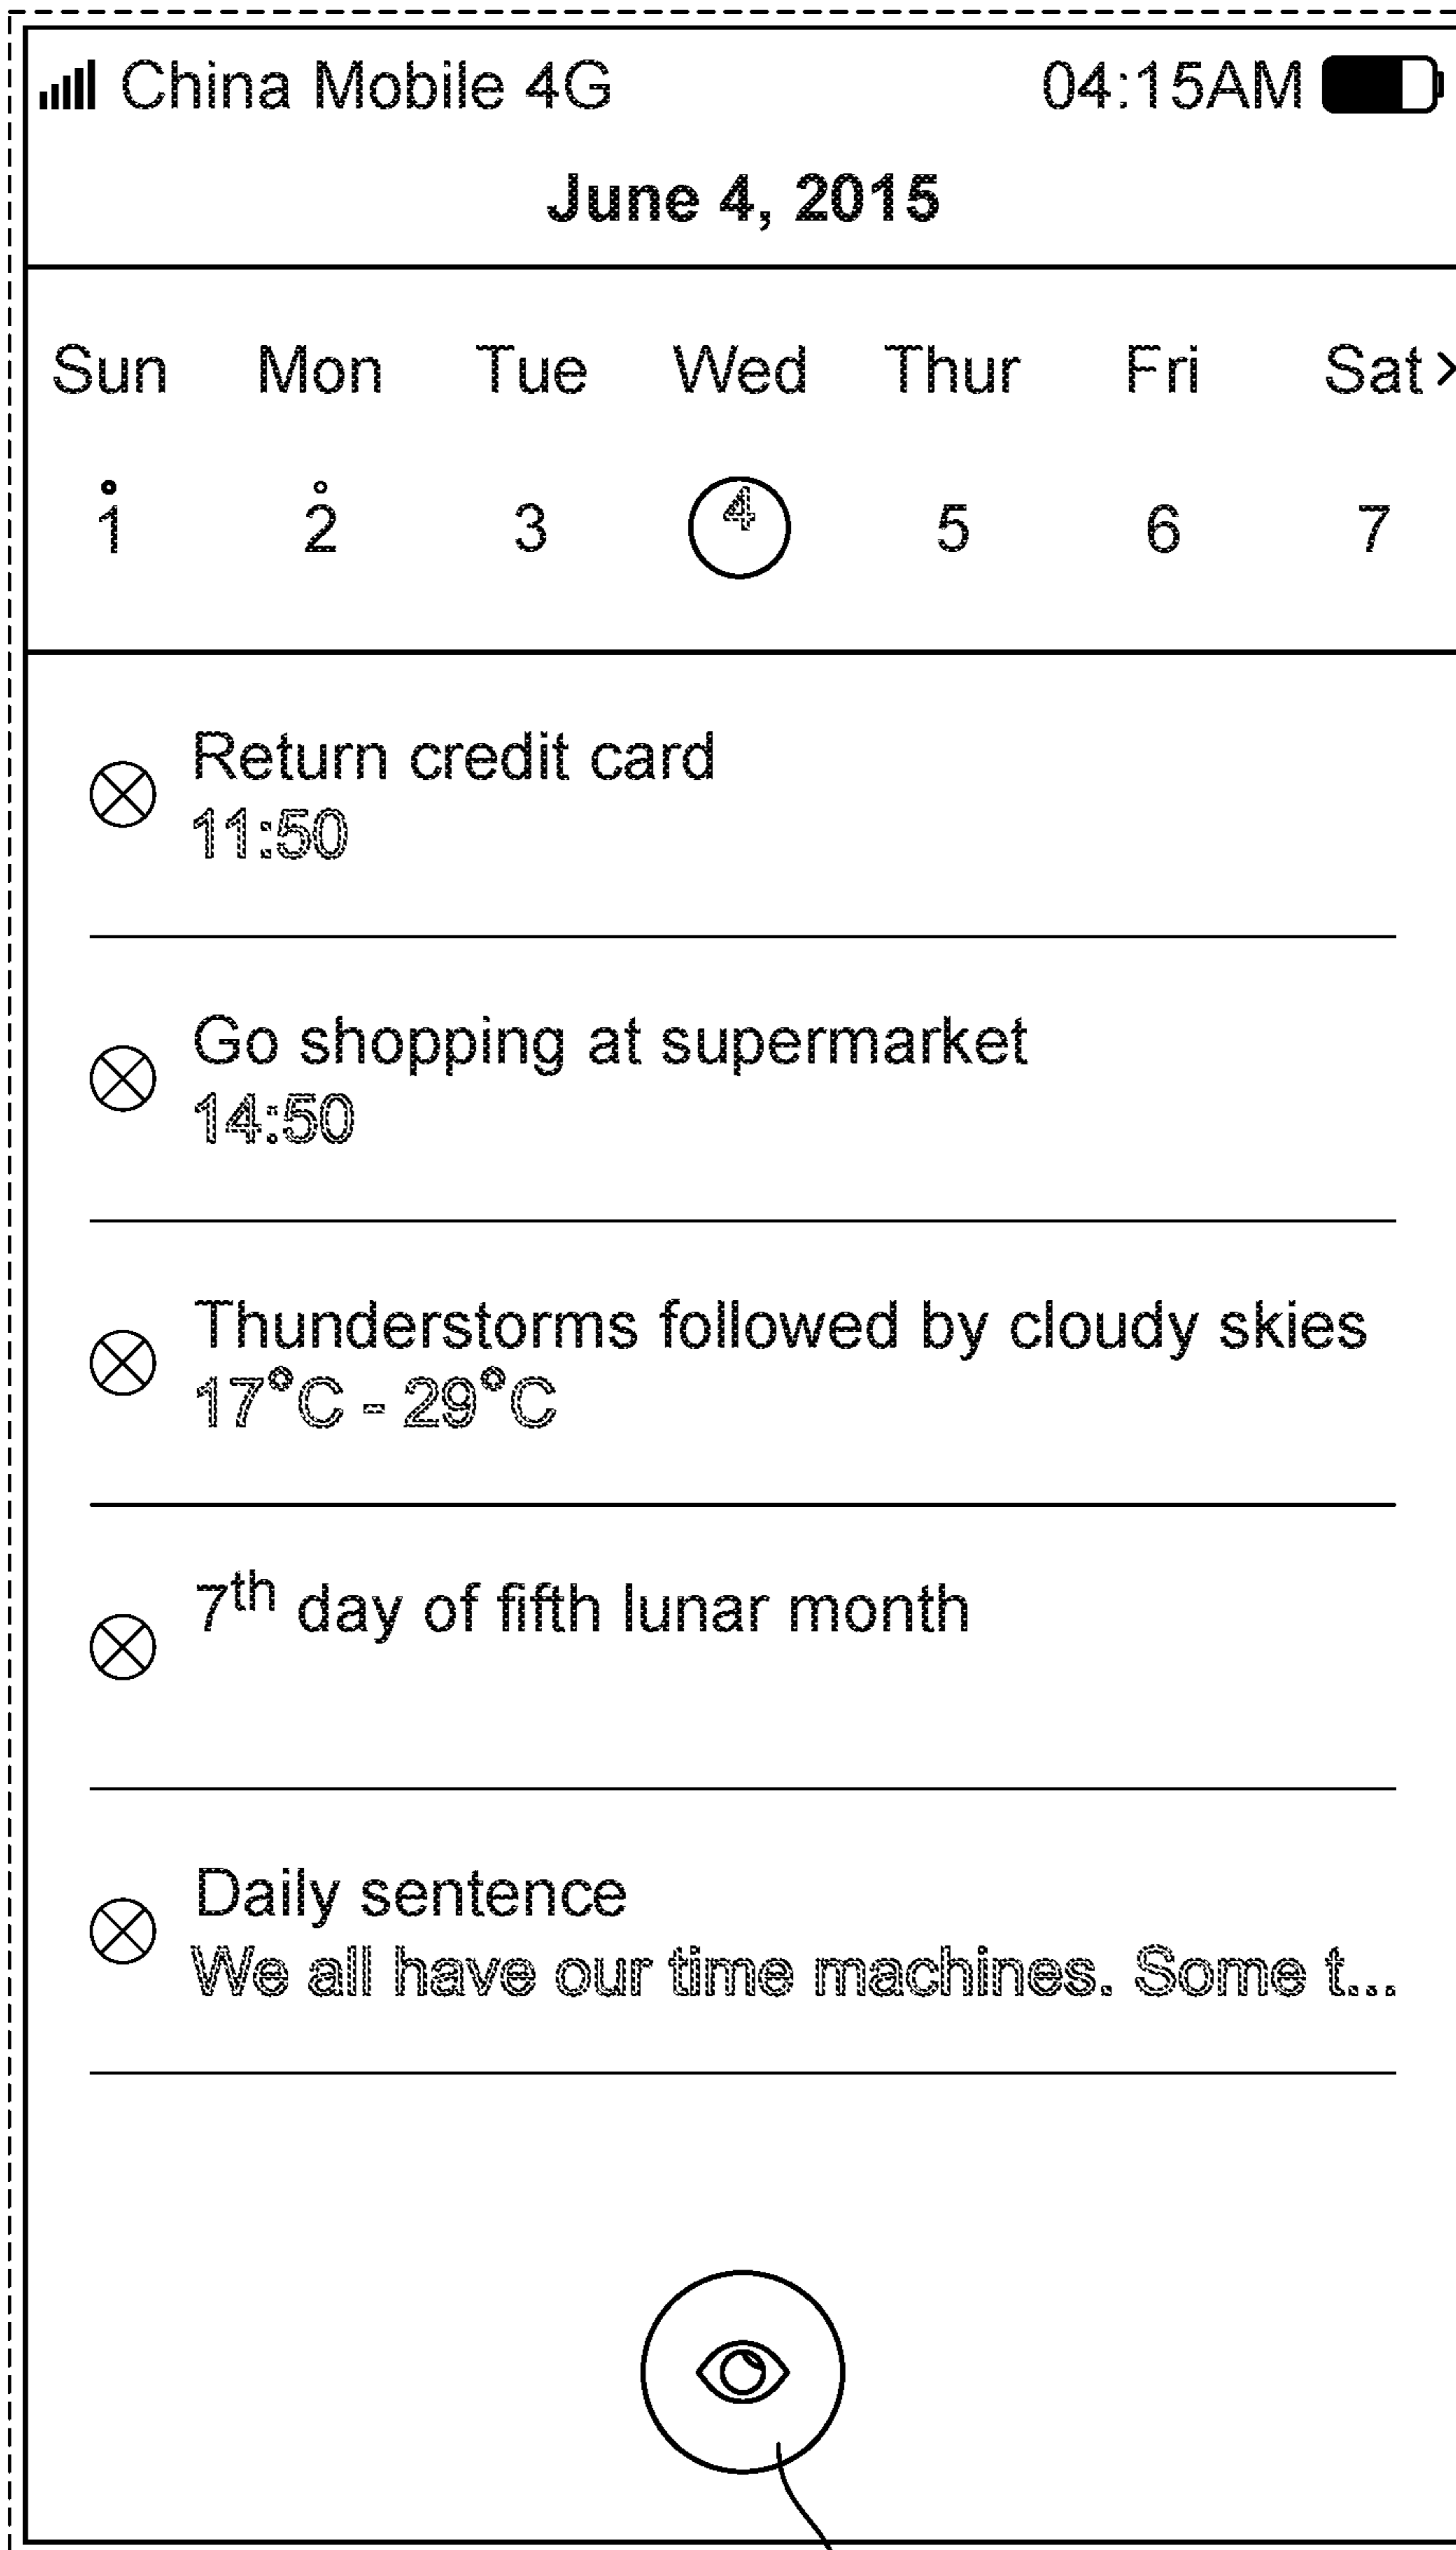 China Mobile 4G 04:15AM
June 4, 2015
Sun Mon Tue Wed Thur Fri Sat >
1 2 3 4 5 6 7
Return credit card
11:50
Go shopping at supermarket
14:50
Thunderstorms followed by cloudy skies
17°C - 29°C
7th day of fifth lunar month
Daily sentence
We all have our time machines. Some t...